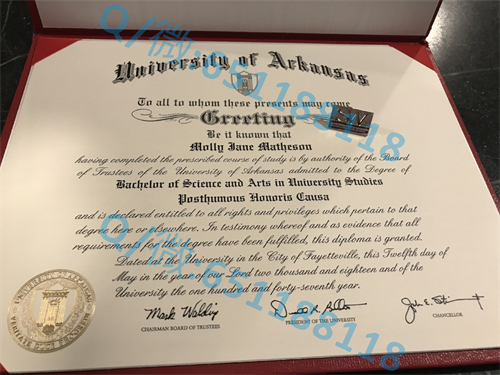 University of Arkansas
To all to whom these presents may come
Greeting
Be it known that
Molly Jane Matheson
having completed the prescribed course of study is by authority of the Board
of Trustees of the University of Arkansas admitted to the Degree of
Bachelor of Science and Arts in University Studies
Posthumous Honoris Causa
and is declared entitled to all rights and privileges which pertain to that
degree here or elsewhere. In testimony whereof and as evidence that all
requirements for the degree have been fulfilled, this diploma is granted.
Dated at the University in the City of Fayetteville, this Twelfth day of
May in the year of our Lord two thousand and eighteen and of the
University the one hundred and forty-seventh year.
CHAIRMAN BOARD OF TRUSTEES
PRESIDENT OF THE UNIVERSITY
CHANCELLOR
Q/微:851188118
Q/微:851188118